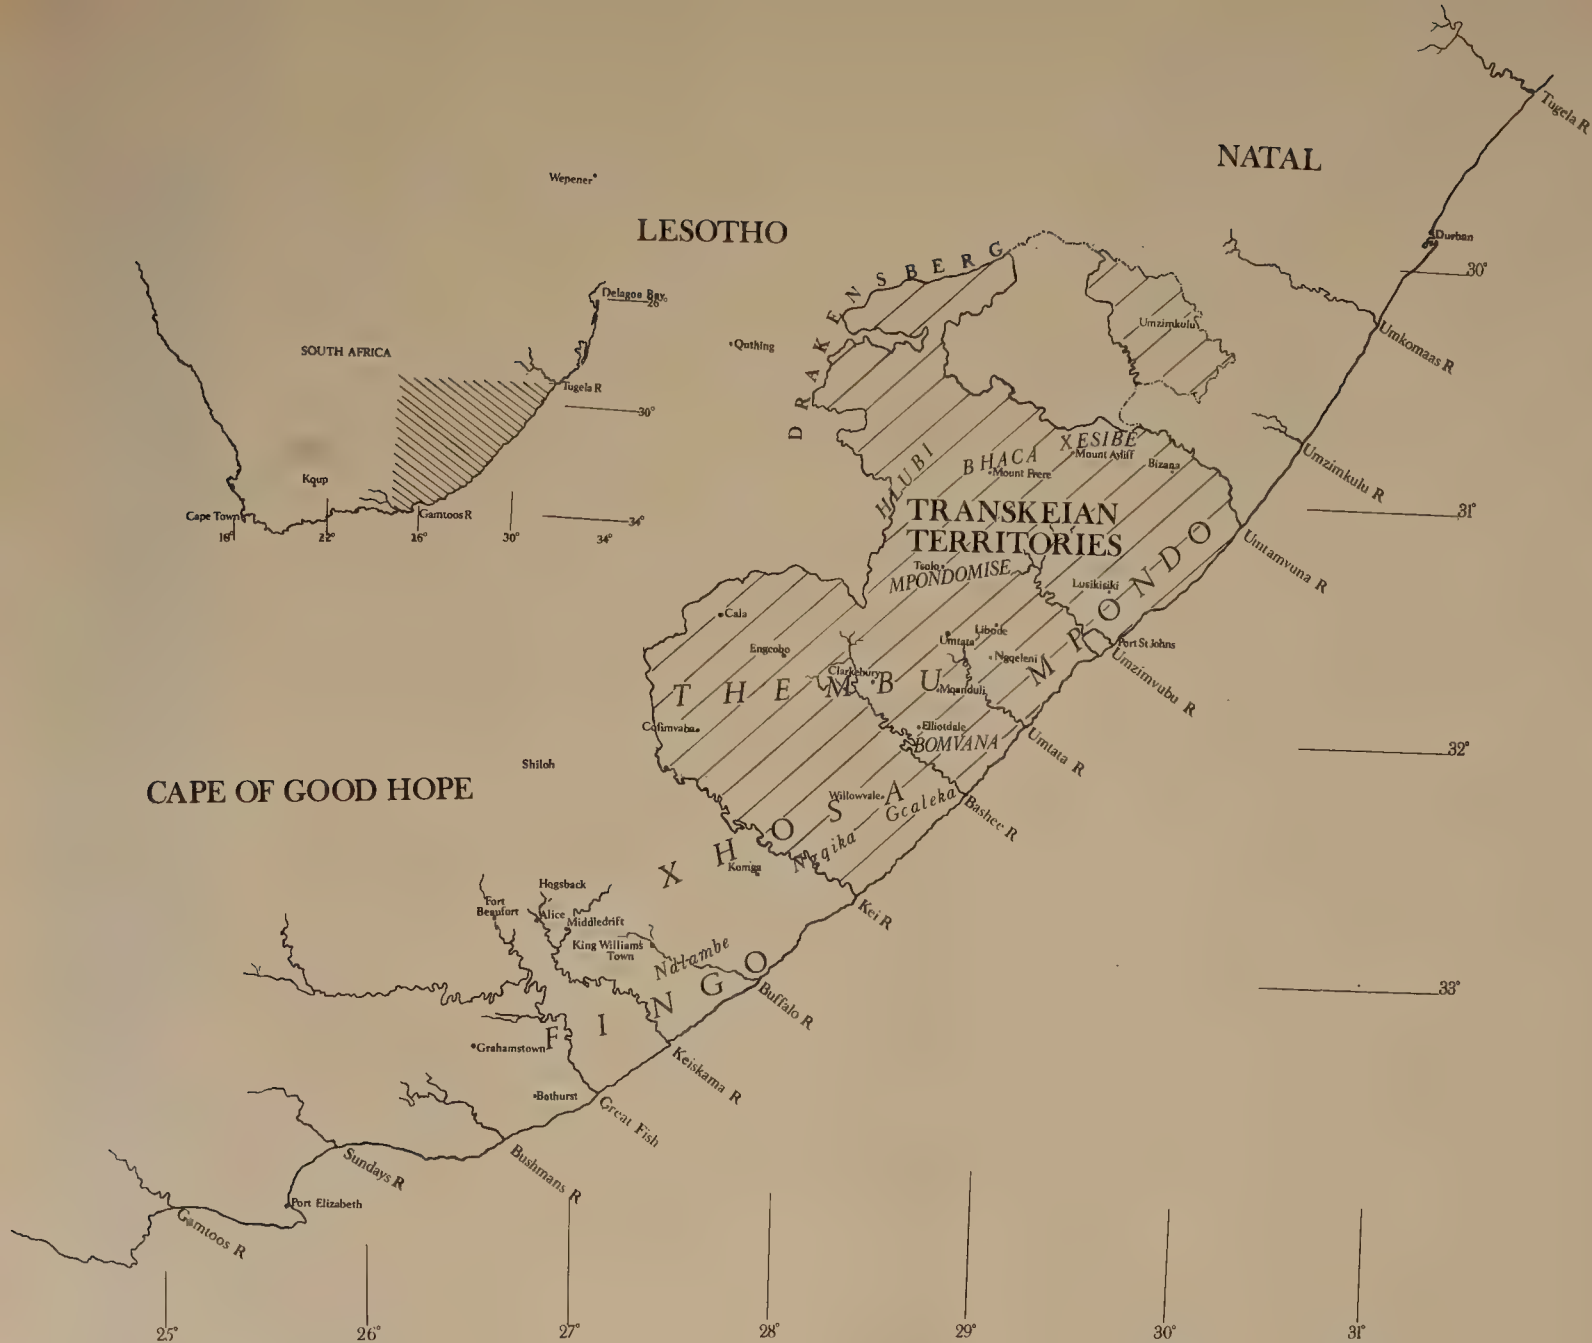 Tugela R
NATAL
Wepener
LESOTHO
Durban
30°
DRAKENSBERG
Umzimkulu
Umkomaas R
Quthing
Delagoa Bay
26°
SOUTH AFRICA
Tugela R
30°
Kqup
Cape Town
Gamtoos R
34°
18°
22°
26°
30°
34°
HLUBI
BHACA
Mount Frere
XESIBE
Mount Ayliff
Bizana
Umzimkulu R
31°
TRANSKEIAN
TERRITORIES
Umtamvuna R
Tsolo
MPONDOMISE
Lusikisiki
MPONDO
Cala
Engcobo
Umtata
Libode
Ngqeleni
Port St Johns
Umzimvubu R
Clarkebury
THEMBU
Mqanduli
Cofimvaba
Elliotdale
BOMVANA
Umtata R
32°
Shiloh
CAPE OF GOOD HOPE
Willowvale
Gcaleka
Bashee R
XHOSA
Ngqika
Komga
Kei R
Hogsback
Fort
Beaufort
Alice
Middledrift
King William's
Town
Ndlambe
Buffalo R
33°
FINGO
Grahamstown
Keiskama R
Bathurst
Great Fish
Bushmans R
Sundays R
Port Elizabeth
Gamtoos R
25°
26°
27°
28°
29°
30°
31°